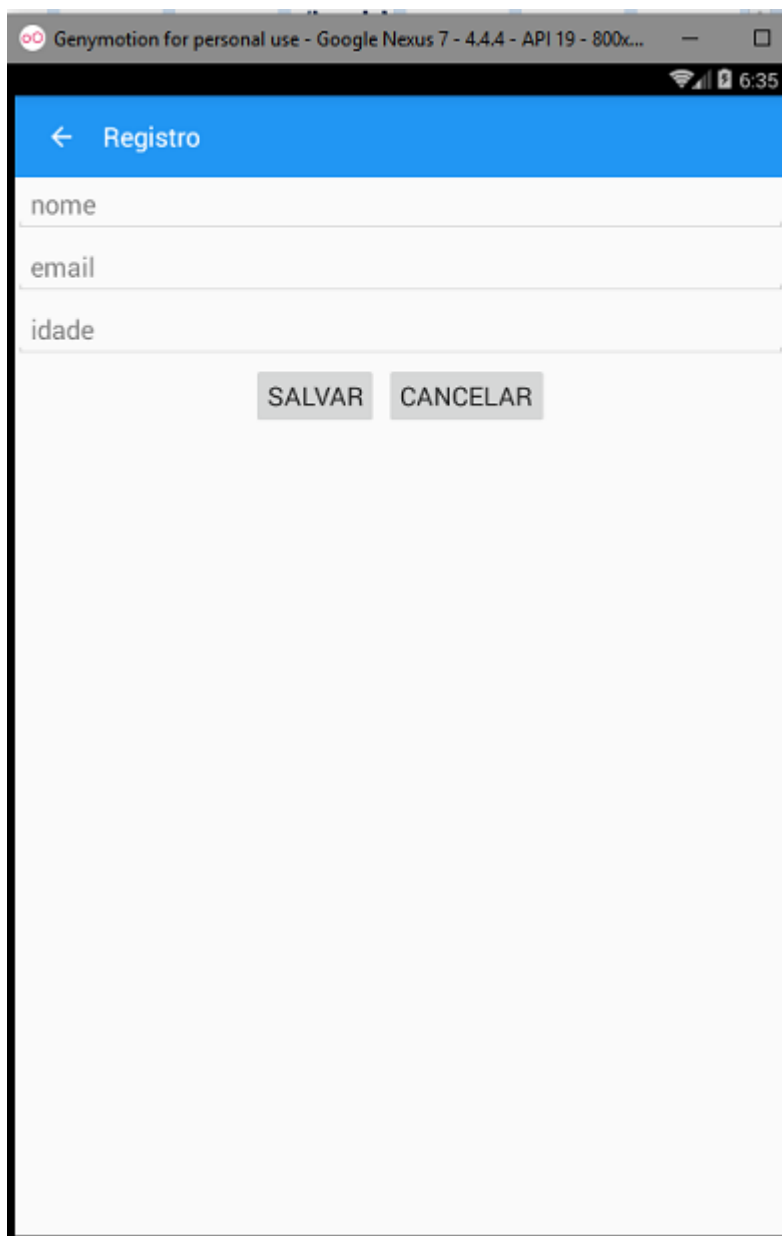 Genymotion for personal use - Google Nexus 7 - 4.4.4 - API 19 - 800x...
6:35
Registro
nome
email
idade
SALVAR CANCELAR